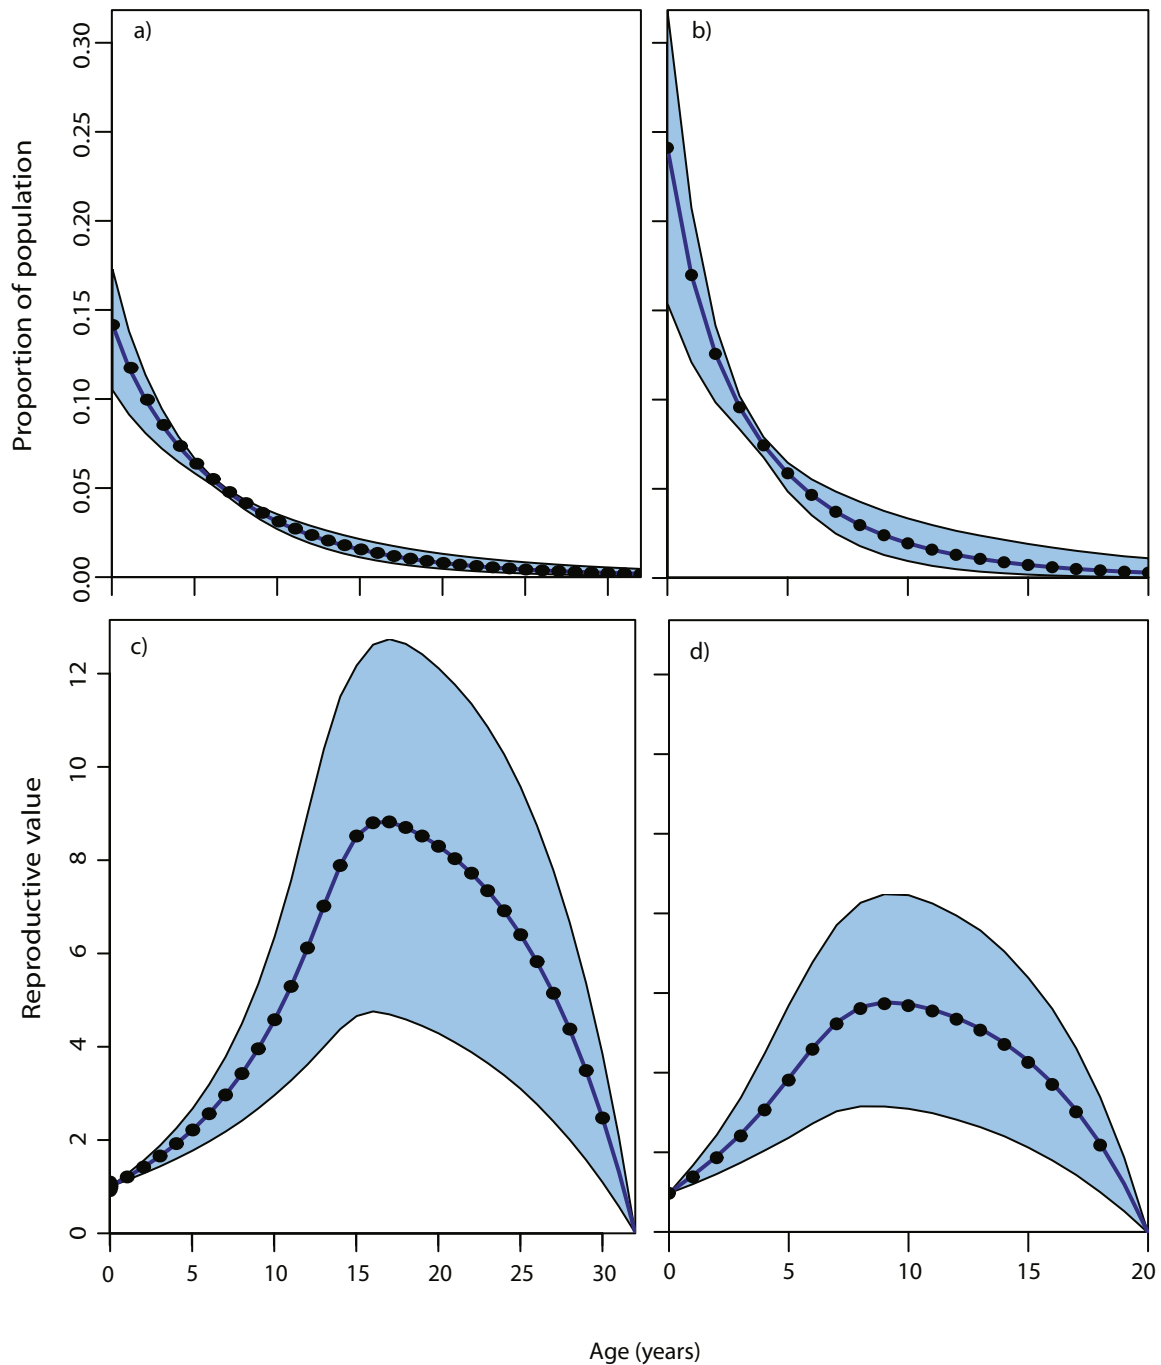 a)
b)
0.30
0.25
0.20
0.15
0.10
0.05
0.00
Proportion of population
c)
d)
12
10
8
6
4
2
0
Reproductive value
0 5 10 15 20 25 30
0 5 10 15 20
Age (years)